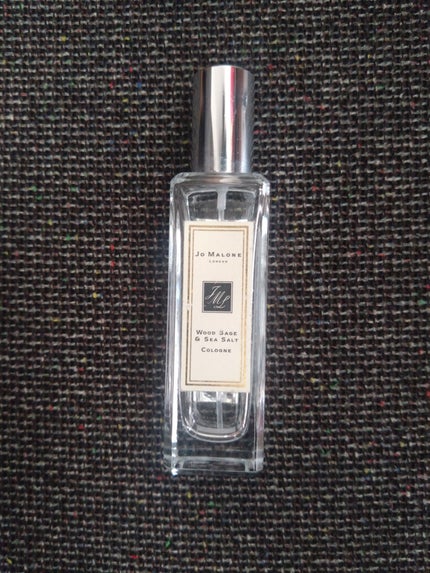 JO MALONE
LONDON
JML
WOOD SAGE
& SEA SALT
COLOGNE